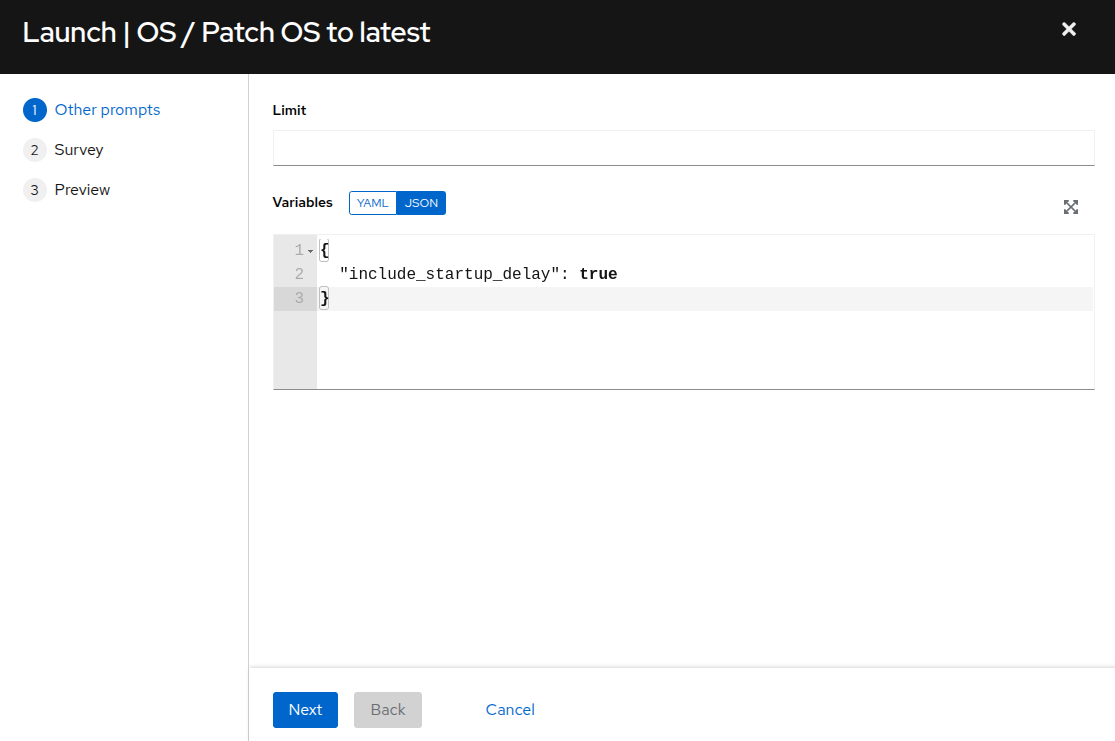 Launch | OS / Patch OS to latest
1 Other prompts
2 Survey
3 Preview
Limit
Variables YAML JSON
1 {
2 "include_startup_delay": true
3 }
Next Back Cancel